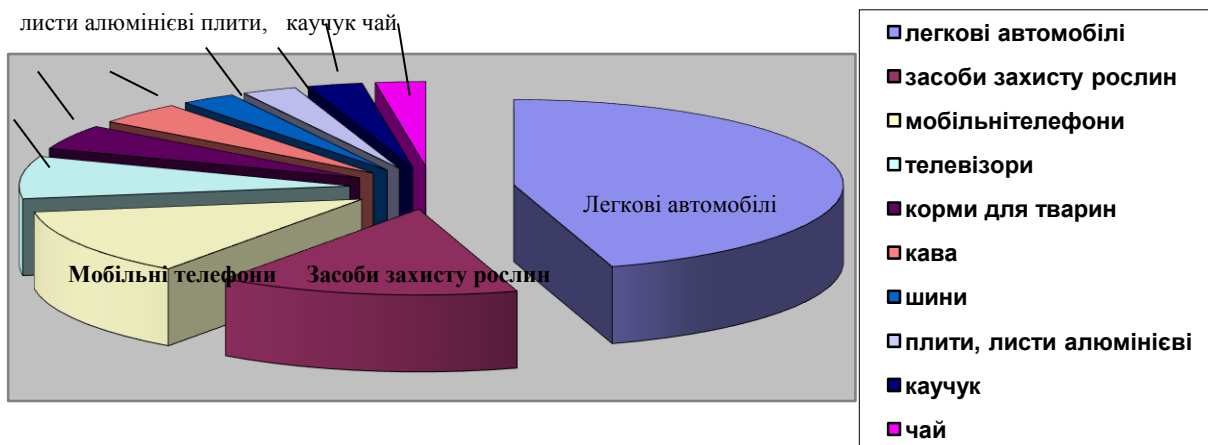 листи алюмінієві плити, каучук чай
Легкові автомобілі
Мобільні телефони Засоби захисту рослин
легкові автомобілі
засоби захисту рослин
мобільнітелефони
телевізори
корми для тварин
кава
шини
плити, листи алюмінієві
каучук
чай